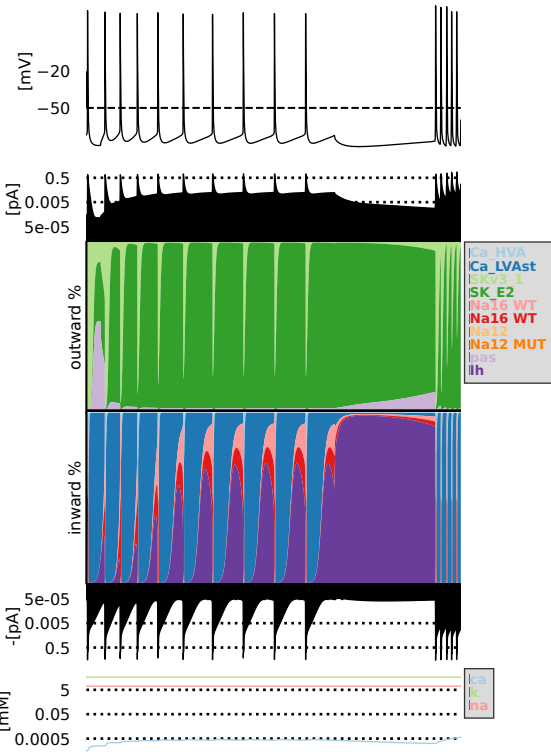 [mV]
−20
−50
[pA]
0.5
0.005
5e-05
outward %
Ca_HVA
Ca_LVAst
SKv3_1
SK_E2
Na16 WT
Na16 WT
Na12
Na12 MUT
pas
Ih
inward %
-[pA]
5e-05
0.005
0.5
[mM]
5
0.05
0.0005
ca
k
na